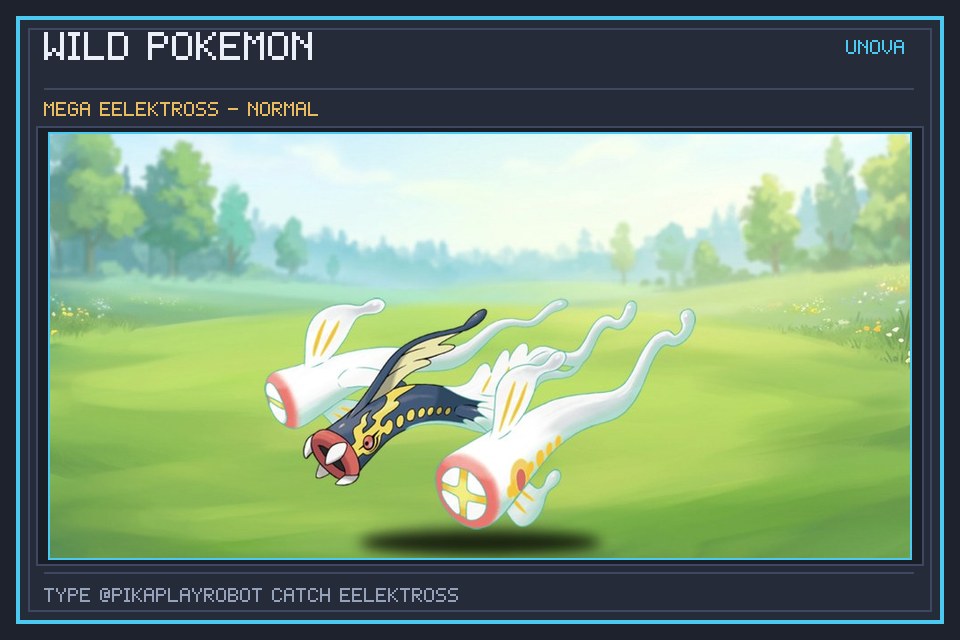 WILD POKEMON
UNOVA
MEGA EELEKTROSS - NORMAL
TYPE @PIKAPLAYROBOT CATCH EELEKTROSS